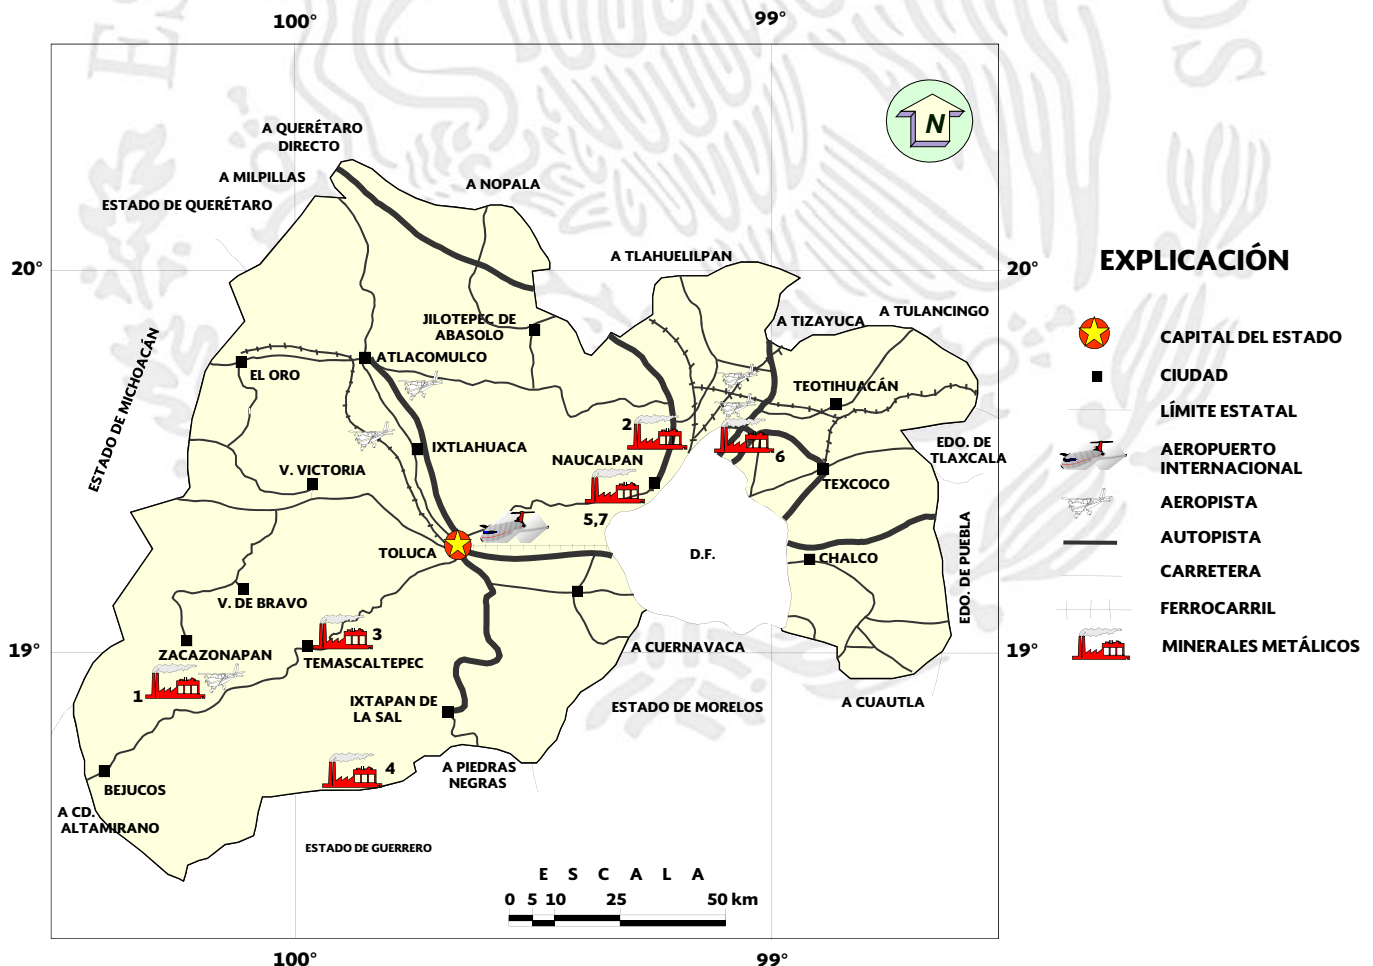 100°
99°
A QUERÉTARO
DIRECTO
A MILPILLAS
A NOPALA
ESTADO DE QUERÉTARO
N
A TLAHUELILPAN
20°
20°
EXPLICACIÓN
A TULANCINGO
A TIZAYUCA
JILOTEPEC DE
ABASOLO
CAPITAL DEL ESTADO
ATLACOMULCO
EL ORO
CIUDAD
TEOTIHUACÁN
LÍMITE ESTATAL
ESTADO DE MICHOACÁN
2
IXTLAHUACA
NAUCALPAN
6
EDO. DE
TLAXCALA
AEROPUERTO
INTERNACIONAL
V. VICTORIA
TEXCOCO
AEROPISTA
5,7
AUTOPISTA
TOLUCA
D.F.
CHALCO
EDO. DE PUEBLA
CARRETERA
V. DE BRAVO
FERROCARRIL
3
19°
ZACAZONAPAN
TEMASCALTEPEC
A CUERNAVACA
19°
MINERALES METÁLICOS
1
IXTAPAN DE
LA SAL
ESTADO DE MORELOS
A CUAUTLA
4
A PIEDRAS
NEGRAS
BEJUCOS
A CD.
ALTAMIRANO
ESTADO DE GUERRERO
E S C A L A
0 5 10 25 50 km
100°
99°